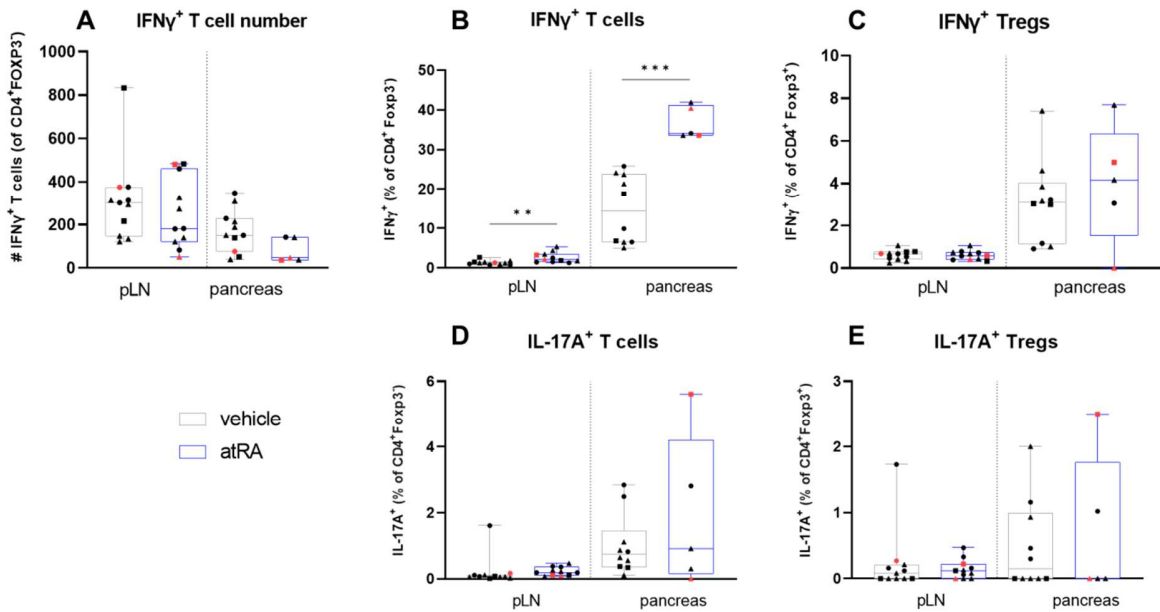 A IFNγ⁺ T cell number
# IFNγ⁺ T cells (of CD4⁺FOXP3⁻)
1000
800
600
400
200
0
pLN pancreas
B IFNγ⁺ T cells
IFNγ⁺ (% of CD4⁺ Foxp3⁻)
50
40
30
20
10
0
**
***
pLN pancreas
C IFNγ⁺ Tregs
IFNγ⁺ (% of CD4⁺ Foxp3⁺)
10
8
6
4
2
0
pLN pancreas
vehicle
atRA
D IL-17A⁺ T cells
IL-17A⁺ (% of CD4⁺Foxp3⁻)
6
4
2
0
pLN pancreas
E IL-17A⁺ Tregs
IL-17A⁺ (% of CD4⁺Foxp3⁺)
3
2
1
0
pLN pancreas